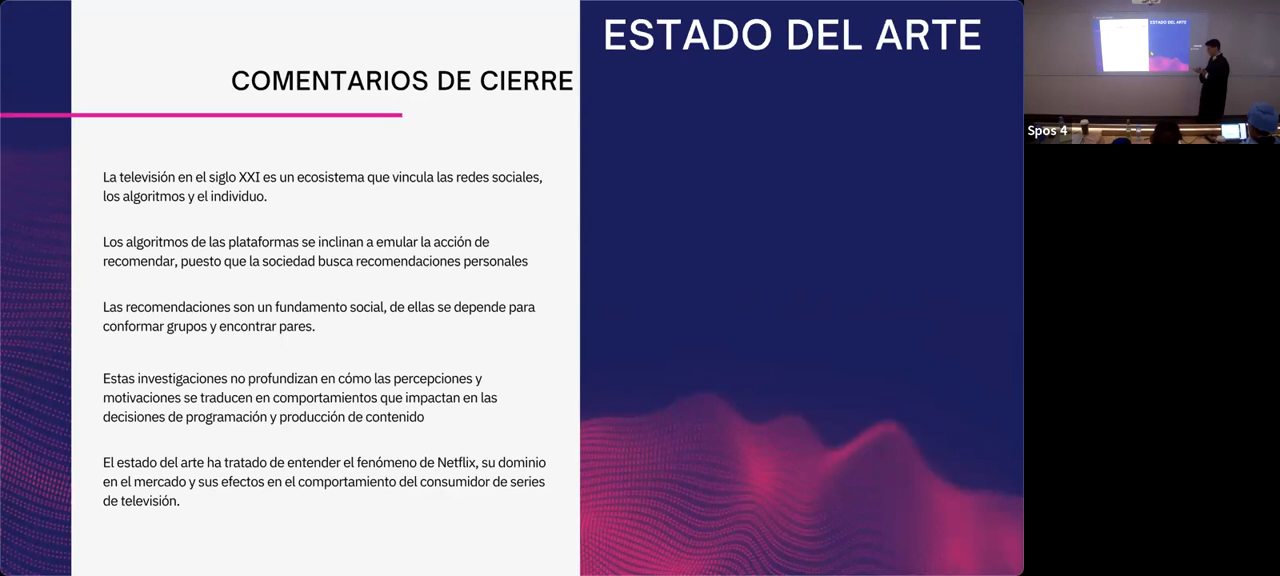 ESTADO DEL ARTE
COMENTARIOS DE CIERRE
La televisión en el siglo XXI es un ecosistema que vincula las redes sociales,
los algoritmos y el individuo.
Los algoritmos de las plataformas se inclinan a emular la acción de
recomendar, puesto que la sociedad busca recomendaciones personales
Las recomendaciones son un fundamento social, de ellas se depende para
conformar grupos y encontrar pares.
Estas investigaciones no profundizan en cómo las percepciones y
motivaciones se traducen en comportamientos que impactan en las
decisiones de programación y producción de contenido
El estado del arte ha tratado de entender el fenómeno de Netflix, su dominio
en el mercado y sus efectos en el comportamiento del consumidor de series
de televisión.
ESTADO DEL ARTE
Spos 4